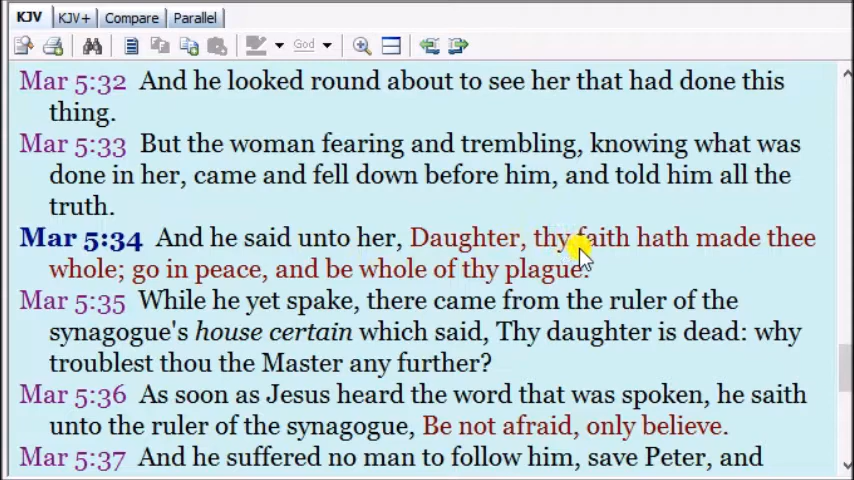 KJV KJV+ Compare Parallel
God
Mar 5:32 And he looked round about to see her that had done this
thing.
Mar 5:33 But the woman fearing and trembling, knowing what was
done in her, came and fell down before him, and told him all the
truth.
Mar 5:34 And he said unto her, Daughter, thy faith hath made thee
whole; go in peace, and be whole of thy plague.
Mar 5:35 While he yet spake, there came from the ruler of the
synagogue's house certain which said, Thy daughter is dead: why
troublest thou the Master any further?
Mar 5:36 As soon as Jesus heard the word that was spoken, he saith
unto the ruler of the synagogue, Be not afraid, only believe.
Mar 5:37 And he suffered no man to follow him, save Peter, and